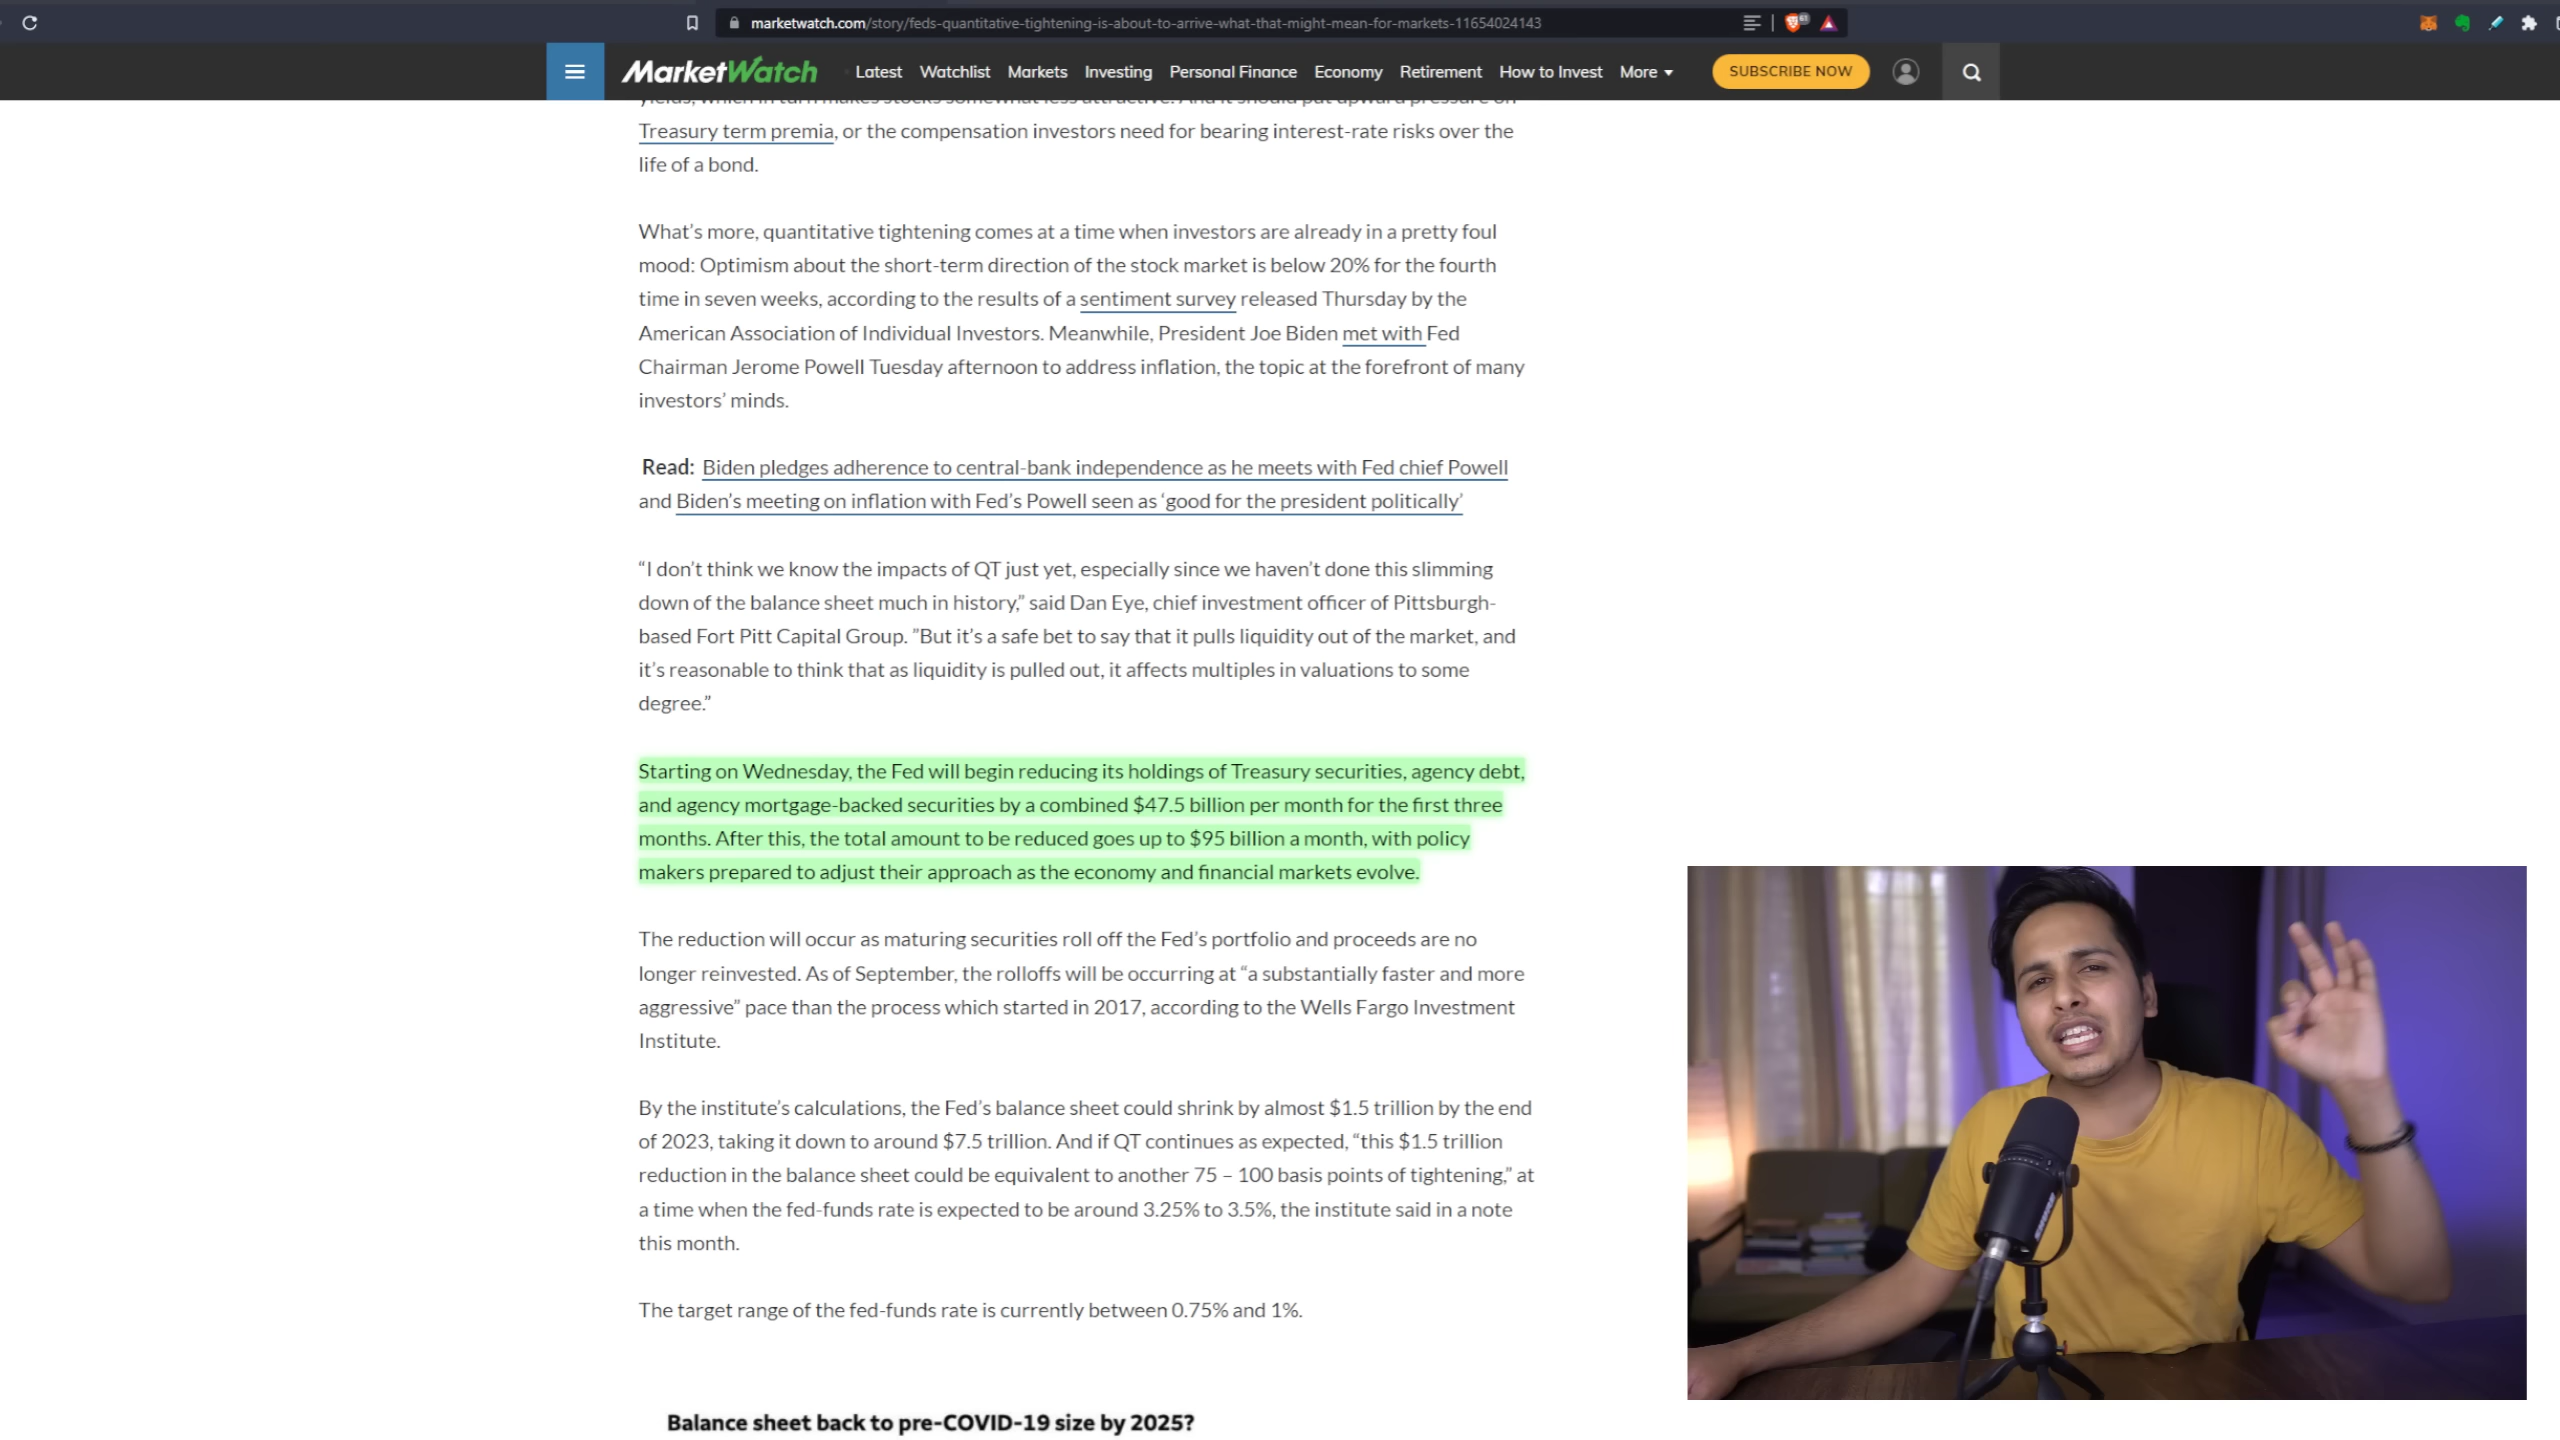 marketwatch.com/story/feds-quantitative-tightening-is-about-to-arrive-what-that-might-mean-for-markets-11654024143
MarketWatch Latest Watchlist Markets Investing Personal Finance Economy Retirement How to Invest More SUBSCRIBE NOW
yields, which in turn makes stocks somewhat less attractive. And it should put upward pressure on
Treasury term premia, or the compensation investors need for bearing interest-rate risks over the
life of a bond.
What’s more, quantitative tightening comes at a time when investors are already in a pretty foul
mood: Optimism about the short-term direction of the stock market is below 20% for the fourth
time in seven weeks, according to the results of a sentiment survey released Thursday by the
American Association of Individual Investors. Meanwhile, President Joe Biden met with Fed
Chairman Jerome Powell Tuesday afternoon to address inflation, the topic at the forefront of many
investors’ minds.
Read: Biden pledges adherence to central-bank independence as he meets with Fed chief Powell
and Biden’s meeting on inflation with Fed’s Powell seen as ‘good for the president politically’
“I don’t think we know the impacts of QT just yet, especially since we haven’t done this slimming
down of the balance sheet much in history,” said Dan Eye, chief investment officer of Pittsburgh-
based Fort Pitt Capital Group. ”But it’s a safe bet to say that it pulls liquidity out of the market, and
it’s reasonable to think that as liquidity is pulled out, it affects multiples in valuations to some
degree.”
Starting on Wednesday, the Fed will begin reducing its holdings of Treasury securities, agency debt,
and agency mortgage-backed securities by a combined $47.5 billion per month for the first three
months. After this, the total amount to be reduced goes up to $95 billion a month, with policy
makers prepared to adjust their approach as the economy and financial markets evolve.
The reduction will occur as maturing securities roll off the Fed’s portfolio and proceeds are no
longer reinvested. As of September, the rolloffs will be occurring at “a substantially faster and more
aggressive” pace than the process which started in 2017, according to the Wells Fargo Investment
Institute.
By the institute’s calculations, the Fed’s balance sheet could shrink by almost $1.5 trillion by the end
of 2023, taking it down to around $7.5 trillion. And if QT continues as expected, “this $1.5 trillion
reduction in the balance sheet could be equivalent to another 75 – 100 basis points of tightening,” at
a time when the fed-funds rate is expected to be around 3.25% to 3.5%, the institute said in a note
this month.
The target range of the fed-funds rate is currently between 0.75% and 1%.
Balance sheet back to pre-COVID-19 size by 2025?